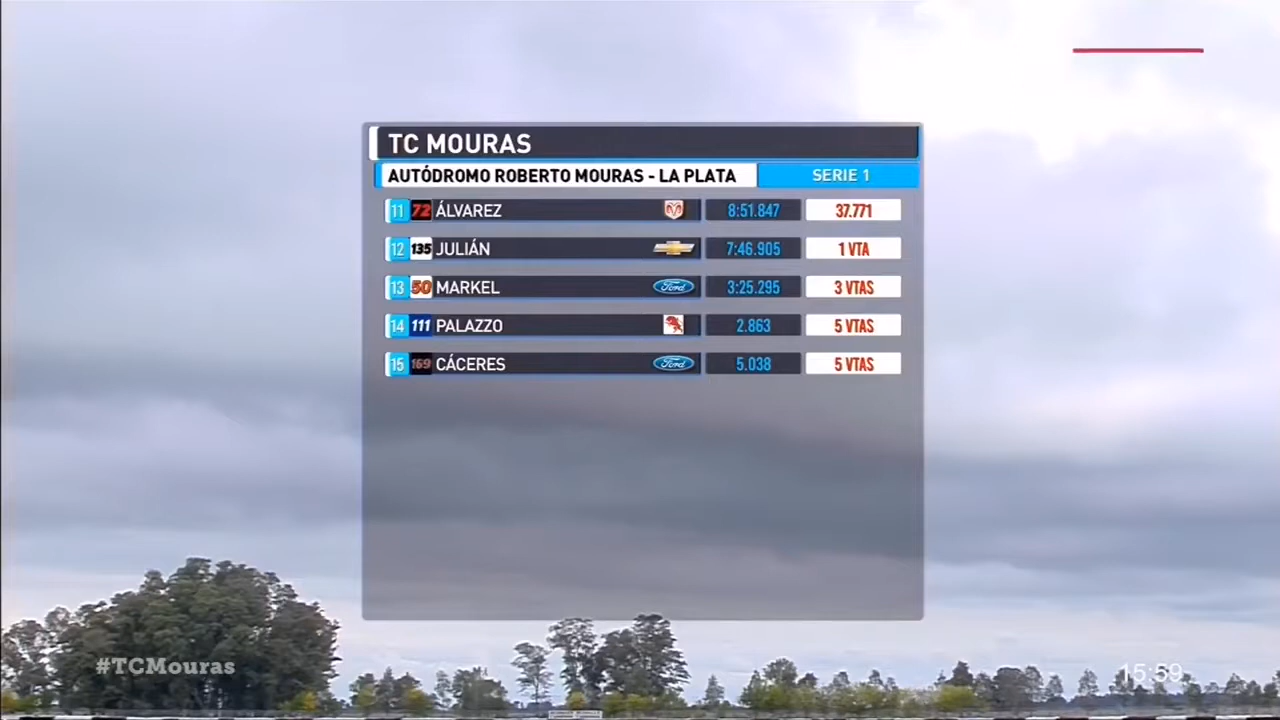 TC MOURAS
AUTÓDROMO ROBERTO MOURAS - LA PLATA SERIE 1
11 72 ÁLVAREZ 8:51.847 37.771
12 135 JULIÁN 7:46.905 1 VTA
13 50 MARKEL Ford 3:25.295 3 VTAS
14 111 PALAZZO 2.863 5 VTAS
15 169 CÁCERES Ford 5.038 5 VTAS
#TCMouras
15:59